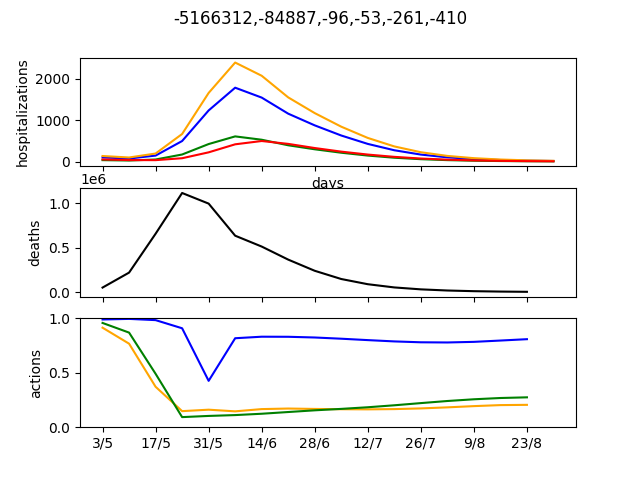 -5166312,-84887,-96,-53,-261,-410
hospitalizations
2000
1000
0
days
1e6
deaths
1.0
0.5
0.0
actions
1.0
0.5
0.0
3/5 17/5 31/5 14/6 28/6 12/7 26/7 9/8 23/8